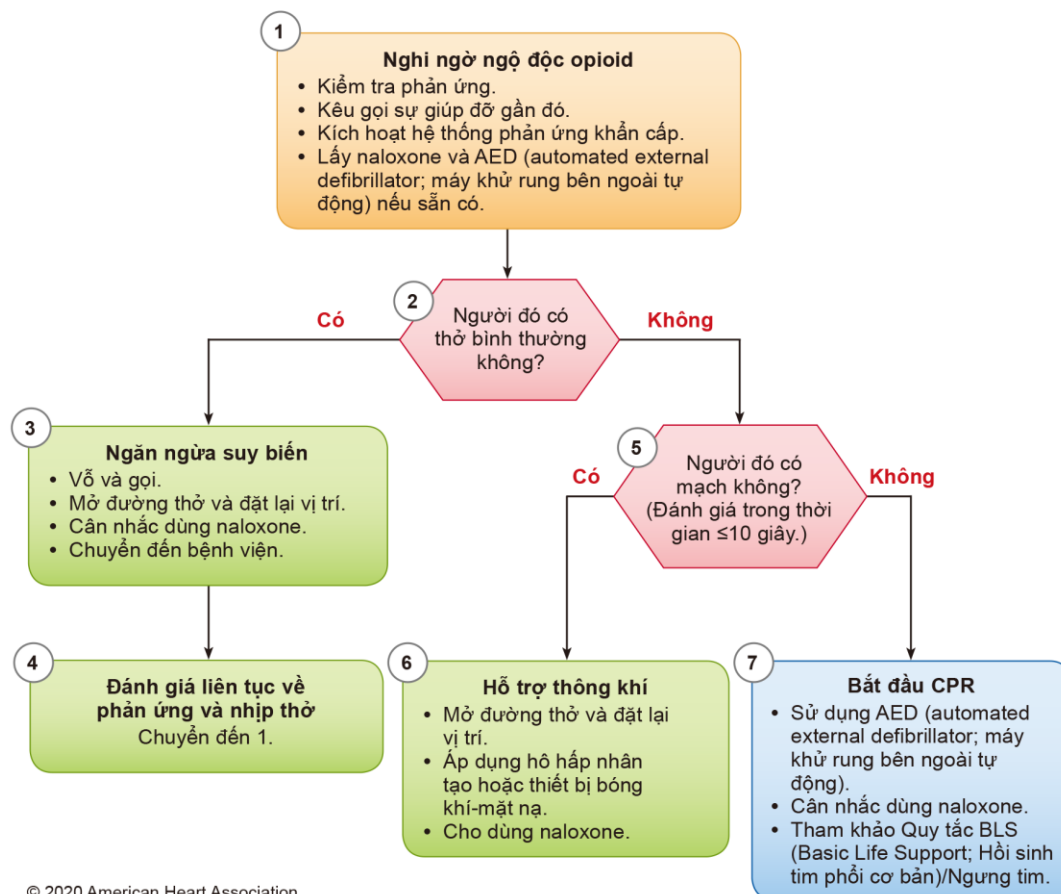 1
Nghi ngờ ngộ độc opioid
• Kiểm tra phản ứng.
• Kêu gọi sự giúp đỡ gần đó.
• Kích hoạt hệ thống phản ứng khẩn cấp.
• Lấy naloxone và AED (automated external
defibrillator; máy khử rung bên ngoài tự
động) nếu sẵn có.
2
Người đó có
thở bình thường
không?
Có
Không
3
Ngăn ngừa suy biến
• Vỗ và gọi.
• Mở đường thở và đặt lại vị trí.
• Cân nhắc dùng naloxone.
• Chuyển đến bệnh viện.
4
Đánh giá liên tục về
phản ứng và nhịp thở
Chuyển đến 1.
5
Người đó có
mạch không?
(Đánh giá trong thời
gian ≤10 giây.)
Có
Không
6
Hỗ trợ thông khí
• Mở đường thở và đặt lại
vị trí.
• Áp dụng hô hấp nhân
tạo hoặc thiết bị bóng
khí-mặt nạ.
• Cho dùng naloxone.
7
Bắt đầu CPR
• Sử dụng AED (automated
external defibrillator; máy
khử rung bên ngoài tự
động).
• Cân nhắc dùng naloxone.
• Tham khảo Quy tắc BLS
(Basic Life Support; Hồi sinh
tim phổi cơ bản)/Ngưng tim.
© 2020 American Heart Association